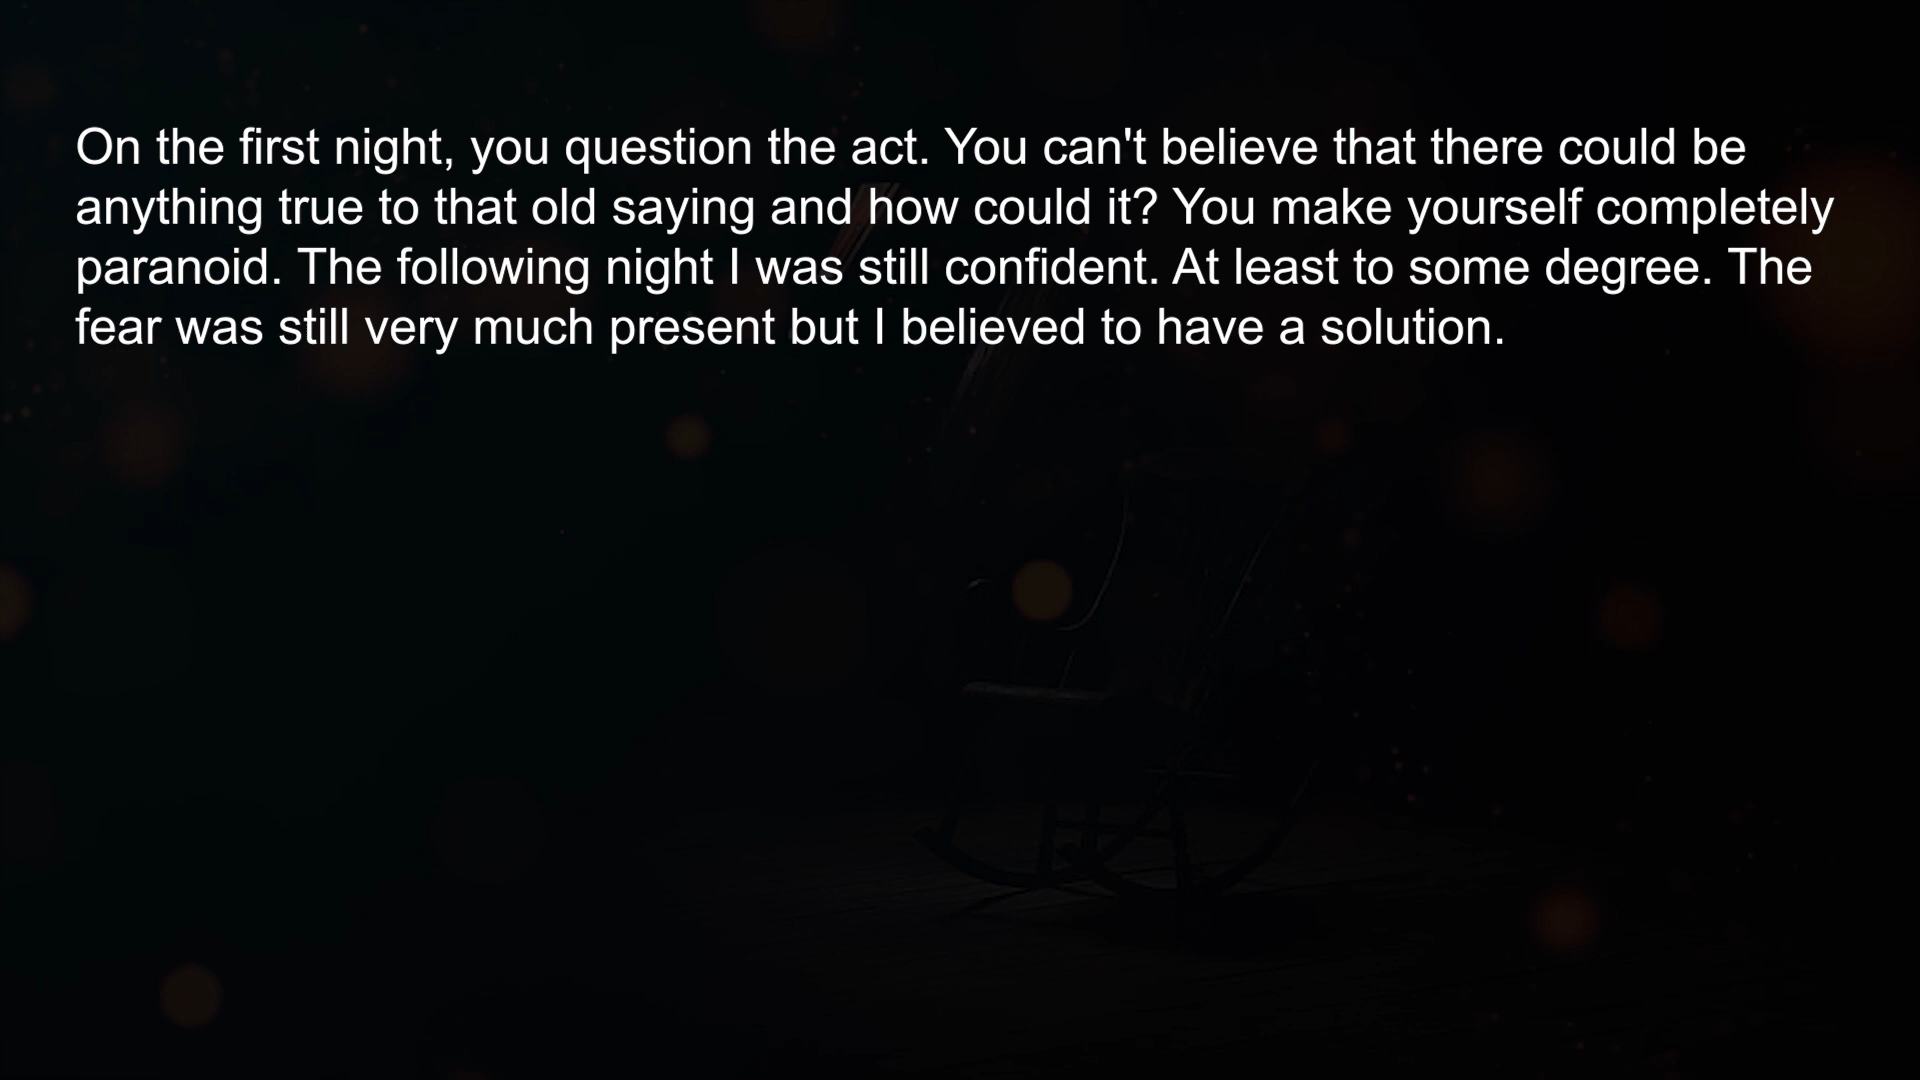 On the first night, you question the act. You can't believe that there could be
anything true to that old saying and how could it? You make yourself completely
paranoid. The following night I was still confident. At least to some degree. The
fear was still very much present but I believed to have a solution.